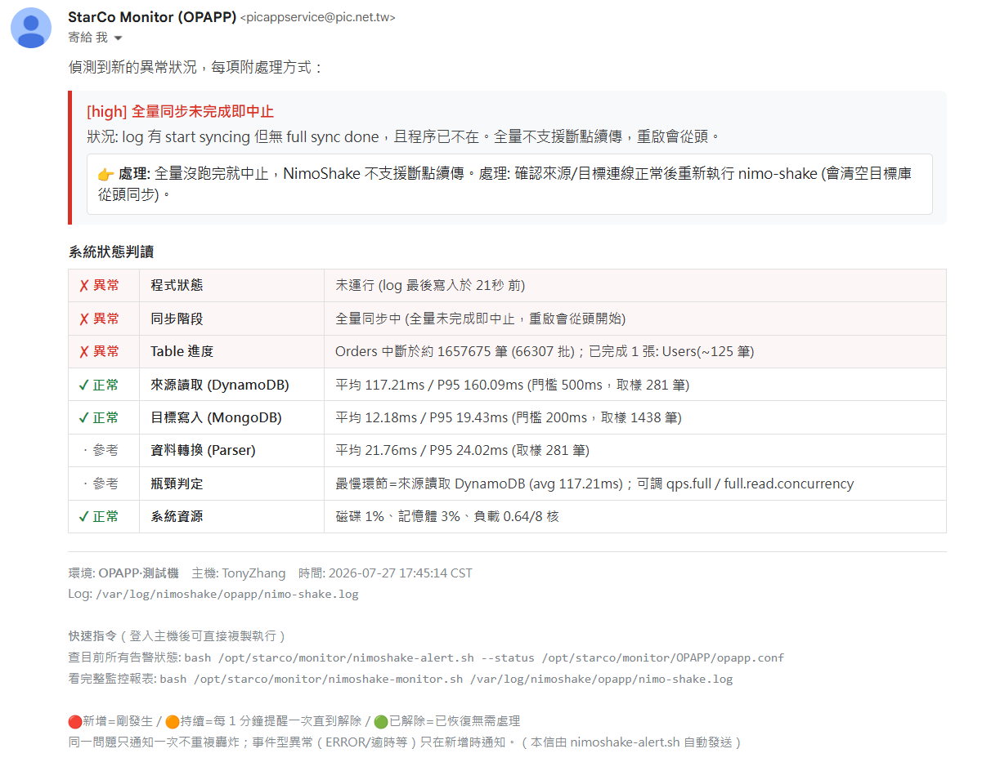 StarCo Monitor (OPAPP) <picappservice@pic.net.tw>
寄給 我
偵測到新的異常狀況，每項附處理方式：
[high] 全量同步未完成即中止
狀況: log 有 start syncing 但無 full sync done，且程序已不在。全量不支援斷點續傳，重啟會從頭。
👉 處理: 全量沒跑完就中止，NimoShake 不支援斷點續傳。處理: 確認來源/目標連線正常後重新執行 nimo-shake (會清空目標庫
從頭同步)。
系統狀態判讀
✗ 異常 程式狀態 未運行 (log 最後寫入於 21秒 前)
✗ 異常 同步階段 全量同步中 (全量未完成即中止，重啟會從頭開始)
✗ 異常 Table 進度 Orders 中斷於約 1657675 筆 (66307 批)；已完成 1 張: Users(~125 筆)
✓ 正常 來源讀取 (DynamoDB) 平均 117.21ms / P95 160.09ms (門檻 500ms，取樣 281 筆)
✓ 正常 目標寫入 (MongoDB) 平均 12.18ms / P95 19.43ms (門檻 200ms，取樣 1438 筆)
· 參考 資料轉換 (Parser) 平均 21.76ms / P95 24.02ms (取樣 281 筆)
· 參考 瓶頸判定 最慢環節=來源讀取 DynamoDB (avg 117.21ms)；可調 qps.full / full.read.concurrency
✓ 正常 系統資源 磁碟 1%、記憶體 3%、負載 0.64/8 核
環境: OPAPP·測試機 主機: TonyZhang 時間: 2026-07-27 17:45:14 CST
Log: /var/log/nimoshake/opapp/nimo-shake.log
快速指令（登入主機後可直接複製執行）
查目前所有告警狀態: bash /opt/starco/monitor/nimoshake-alert.sh --status /opt/starco/monitor/OPAPP/opapp.conf
看完整監控報表: bash /opt/starco/monitor/nimoshake-monitor.sh /var/log/nimoshake/opapp/nimo-shake.log
🔴新增=剛發生 / 🟠持續=每 1 分鐘提醒一次直到解除 / 🟢已解除=已恢復無需處理
同一問題只通知一次不重複轟炸；事件型異常（ERROR/逾時等）只在新增時通知。（本信由 nimoshake-alert.sh 自動發送）